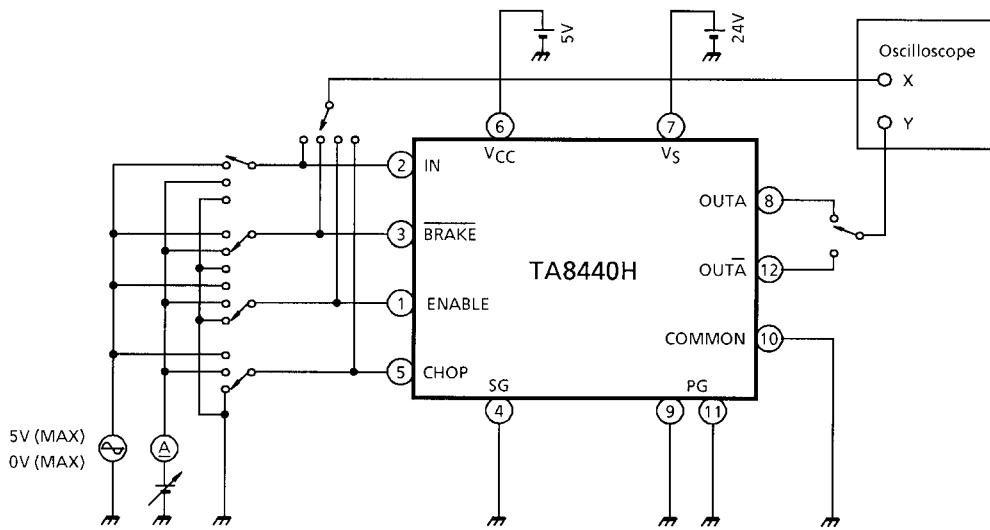 5V
24V
Oscilloscope
X
Y
6
7
VCC
VS
2
IN
3
BRAKE
1
ENABLE
5
CHOP
TA8440H
OUTA
8
OUTA̅
12
COMMON
10
SG
PG
4
9
11
5V (MAX)
0V (MAX)
A